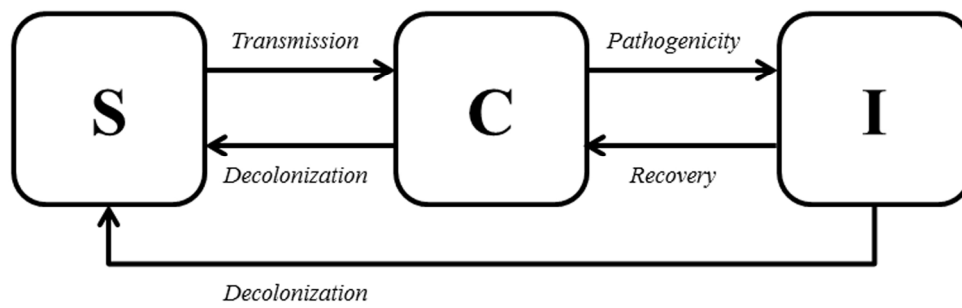 Transmission
Pathogenicity
S
C
I
Decolonization
Recovery
Decolonization